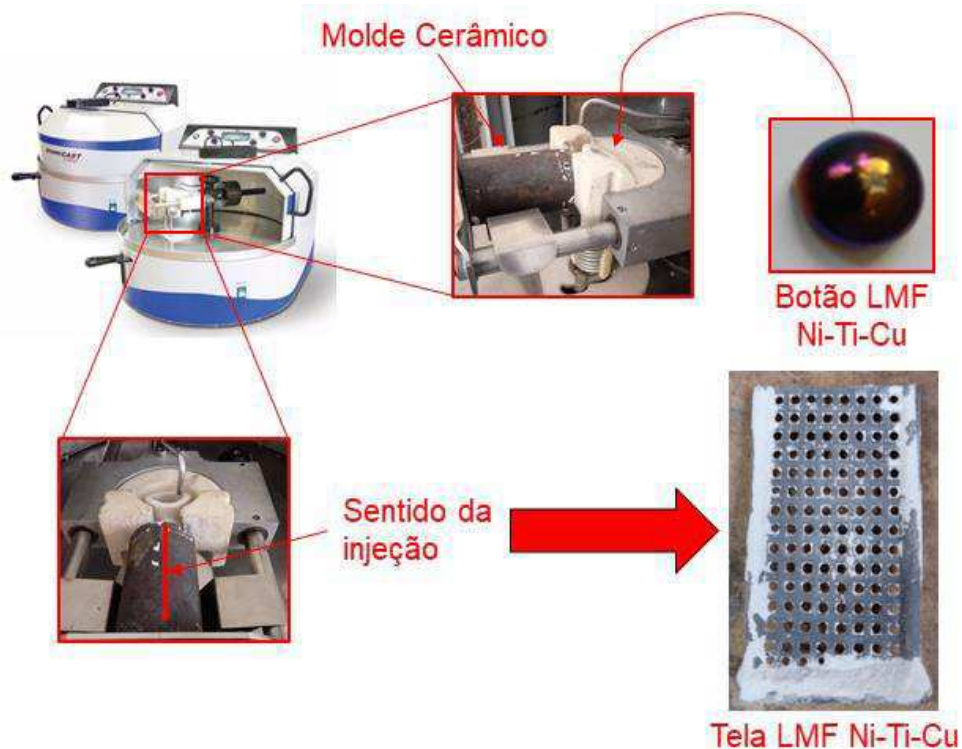 Molde Cerâmico
Botão LMF
Ni-Ti-Cu
Sentido da
injeção
Tela LMF Ni-Ti-Cu